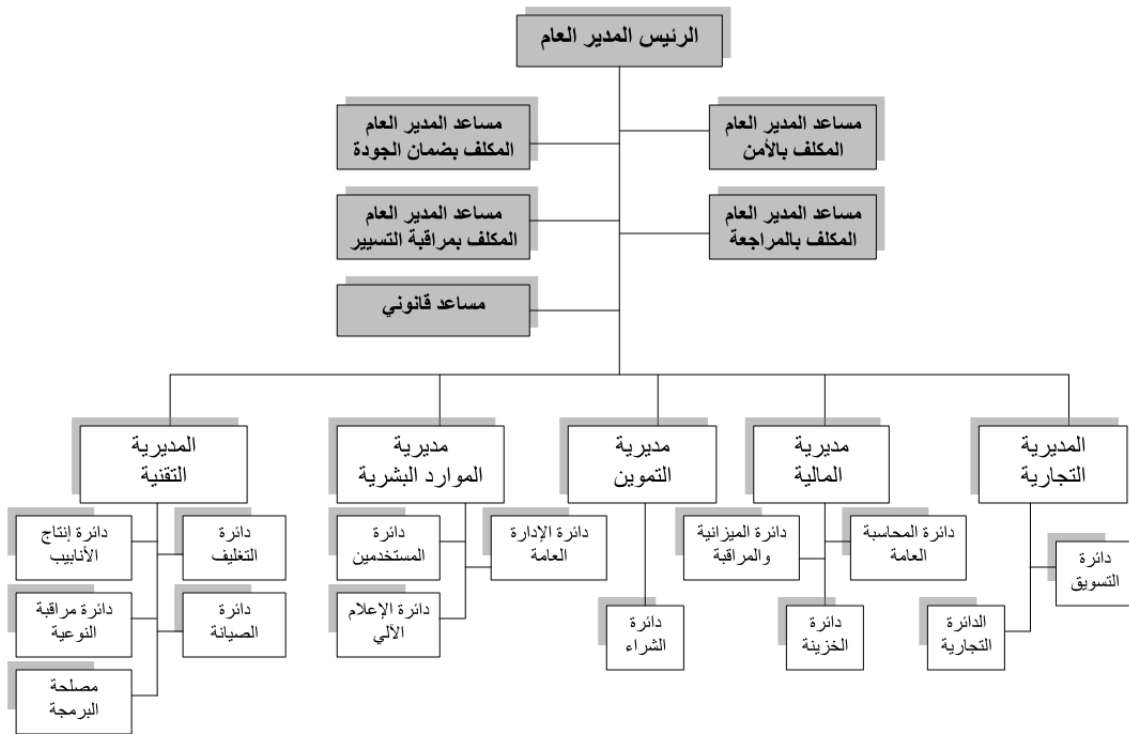 الرئيس المدير العام
مساعد المدير العام
المكلف بالأمن
مساعد المدير العام
المكلف بضمان الجودة
مساعد المدير العام
المكلف بالمراجعة
مساعد المدير العام
المكلف بمراقبة التسيير
مساعد قانوني
المديرية
التجارية
مديرية
المالية
مديرية
التموين
مديرية
الموارد البشرية
المديرية
التقنية
دائرة
التسويق
الدائرة
التجارية
دائرة المحاسبة
العامة
دائرة الميزانية
والمراقبة
دائرة
الخزينة
دائرة
الشراء
دائرة الإدارة
العامة
دائرة
المستخدمين
دائرة الإعلام
الآلي
دائرة
التغليف
دائرة إنتاج
الأنابيب
دائرة
الصيانة
دائرة مراقبة
النوعية
مصلحة
البرمجة